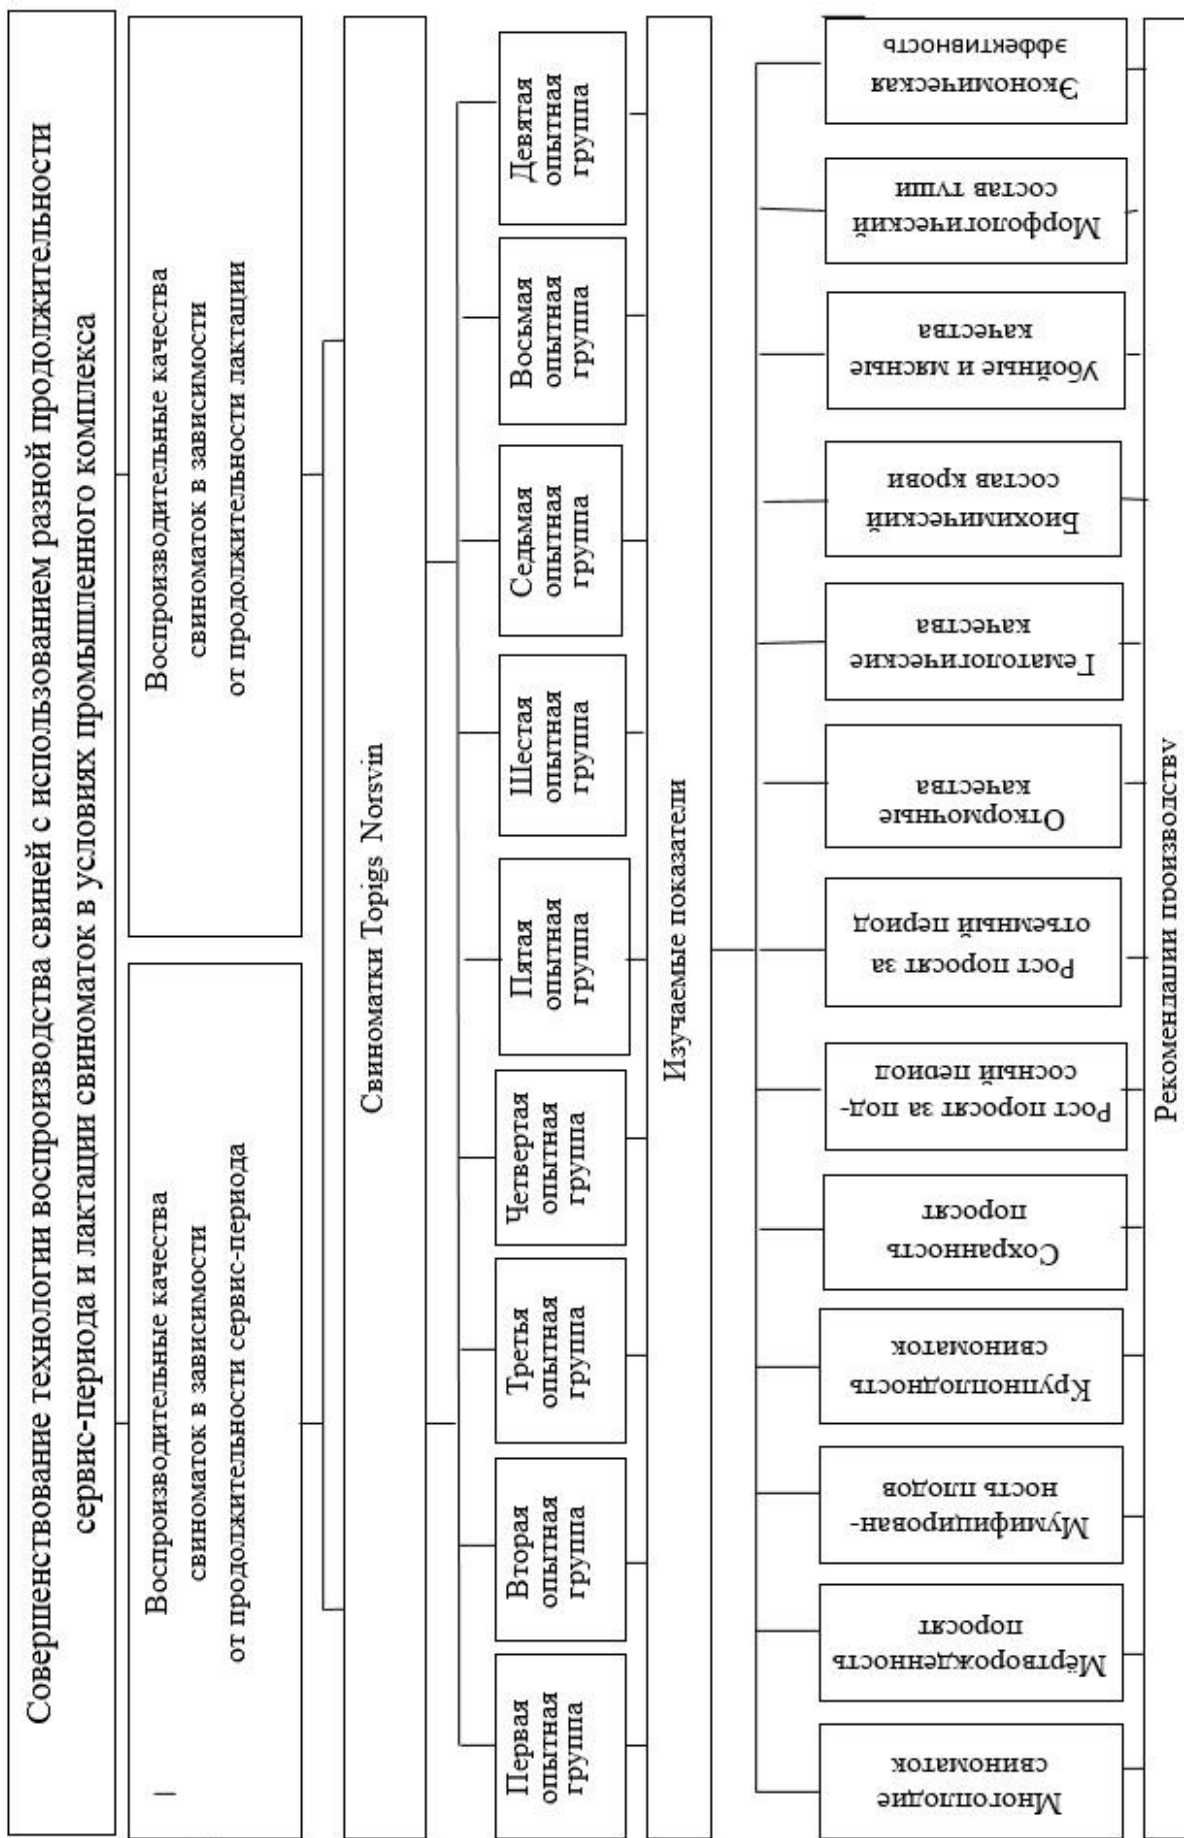 Совершенствование технологии воспроизводства свиней с использованием разной продолжительности
сервис-периода и лактации свиноматок в условиях промышленного комплекса
Воспроизводительные качества
свиноматок в зависимости
от продолжительности сервис-периода
Воспроизводительные качества
свиноматок в зависимости
от продолжительности лактации
Свиноматки Topigs Norsvin
Первая
опытная
группа
Вторая
опытная
группа
Третья
опытная
группа
Четвертая
опытная
группа
Пятая
опытная
группа
Шестая
опытная
группа
Седьмая
опытная
группа
Восьмая
опытная
группа
Девятая
опытная
группа
Изучаемые показатели
Многоплодие
свиноматок
Мёртворожденность
поросят
Мумифицирован-
ность плодов
Крупноплодность
свиноматок
Сохранность
поросят
Рост поросят за под-
сосный период
Рост поросят за
отъемный период
Откормочные
качества
Гематологические
качества
Биохимический
состав крови
Убойные и мясные
качества
Морфологический
состав туши
Экономическая
эффективность
Рекомендации производству